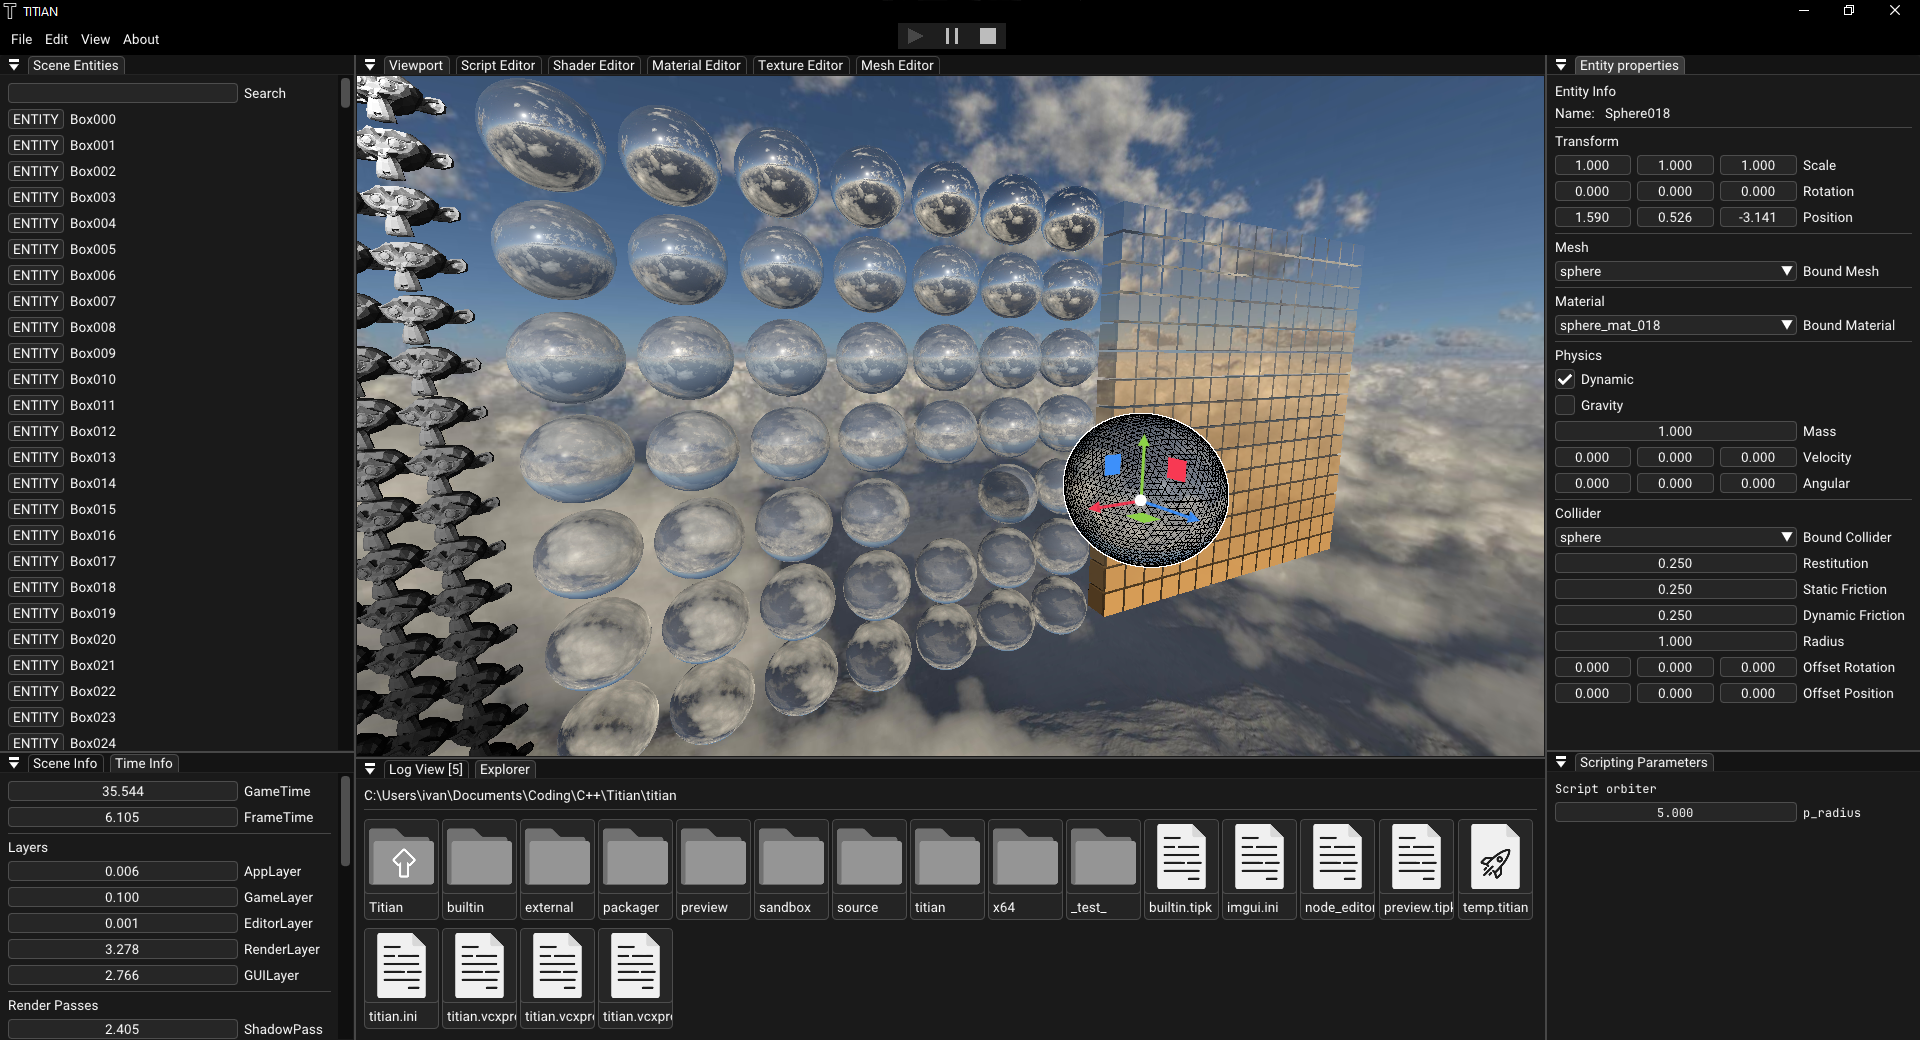 TITIAN
File Edit View About
Scene Entities
Search
ENTITY Box000
ENTITY Box001
ENTITY Box002
ENTITY Box003
ENTITY Box004
ENTITY Box005
ENTITY Box006
ENTITY Box007
ENTITY Box008
ENTITY Box009
ENTITY Box010
ENTITY Box011
ENTITY Box012
ENTITY Box013
ENTITY Box014
ENTITY Box015
ENTITY Box016
ENTITY Box017
ENTITY Box018
ENTITY Box019
ENTITY Box020
ENTITY Box021
ENTITY Box022
ENTITY Box023
ENTITY Box024
Scene Info Time Info
35.544 GameTime
6.105 FrameTime
Layers
0.006 AppLayer
0.100 GameLayer
0.001 EditorLayer
3.278 RenderLayer
2.766 GUILayer
Render Passes
2.405 ShadowPass
Viewport Script Editor Shader Editor Material Editor Texture Editor Mesh Editor
Log View [5] Explorer
C:\Users\ivan\Documents\Coding\C++\Titian\titian
Titian builtin external packager preview sandbox source titian x64 _test_ builtin.tipk imgui.ini node_editor preview.tipk temp.titian
titian.ini titian.vcxpro titian.vcxpro titian.vcxpro
Entity properties
Entity Info
Name: Sphere018
Transform
1.000 1.000 1.000 Scale
0.000 0.000 0.000 Rotation
1.590 0.526 -3.141 Position
Mesh
sphere Bound Mesh
Material
sphere_mat_018 Bound Material
Physics
Dynamic
Gravity
1.000 Mass
0.000 0.000 0.000 Velocity
0.000 0.000 0.000 Angular
Collider
sphere Bound Collider
0.250 Restitution
0.250 Static Friction
0.250 Dynamic Friction
1.000 Radius
0.000 0.000 0.000 Offset Rotation
0.000 0.000 0.000 Offset Position
Scripting Parameters
Script orbiter
5.000 p_radius